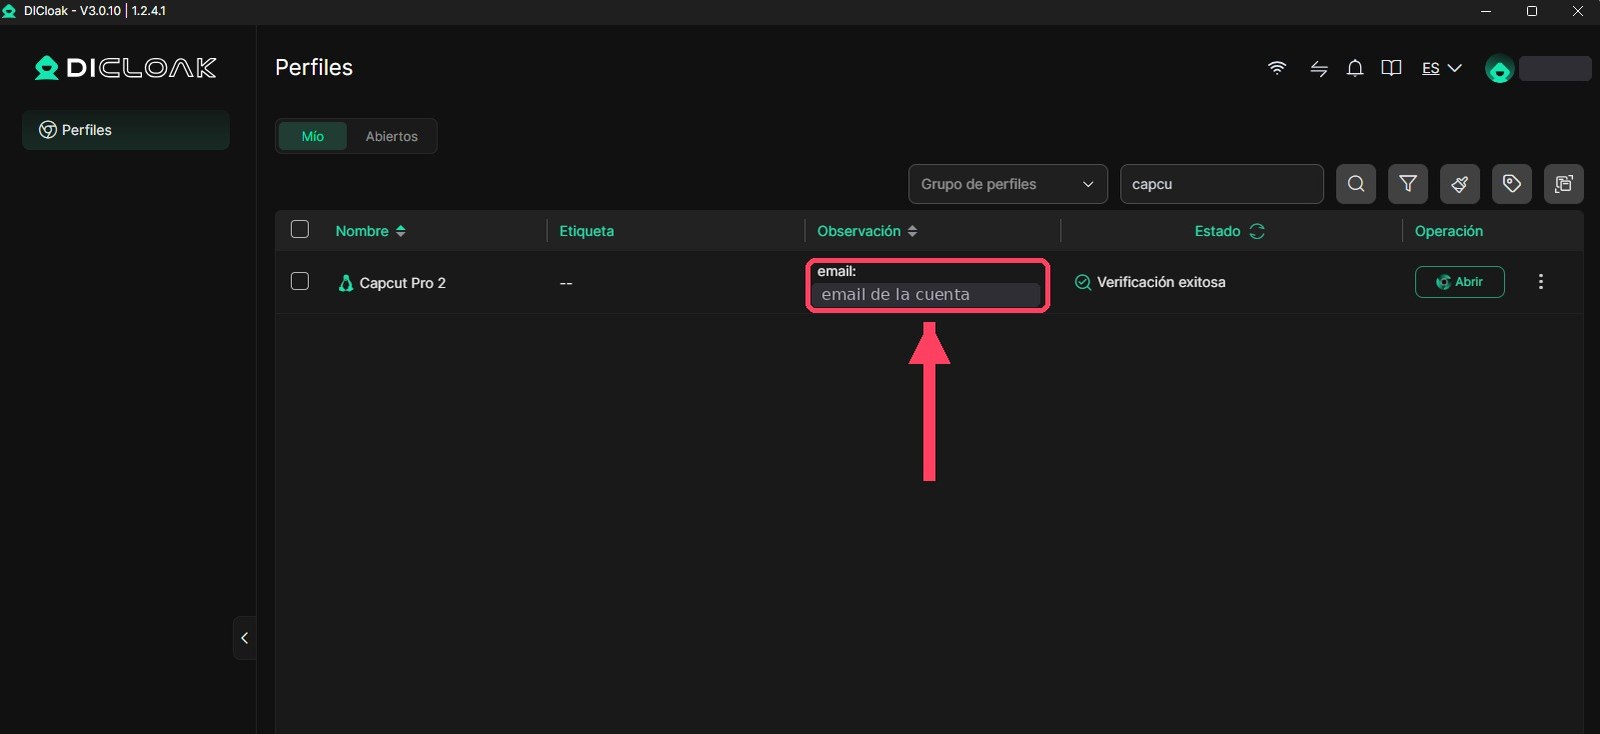 DICloak - V3.0.10 | 1.2.4.1
DICLOAK
Perfiles
ES
Perfiles
Mío
Abiertos
Grupo de perfiles
capcu
Nombre
Etiqueta
Observación
Estado
Operación
Capcut Pro 2
--
email:
email de la cuenta
Verificación exitosa
Abrir